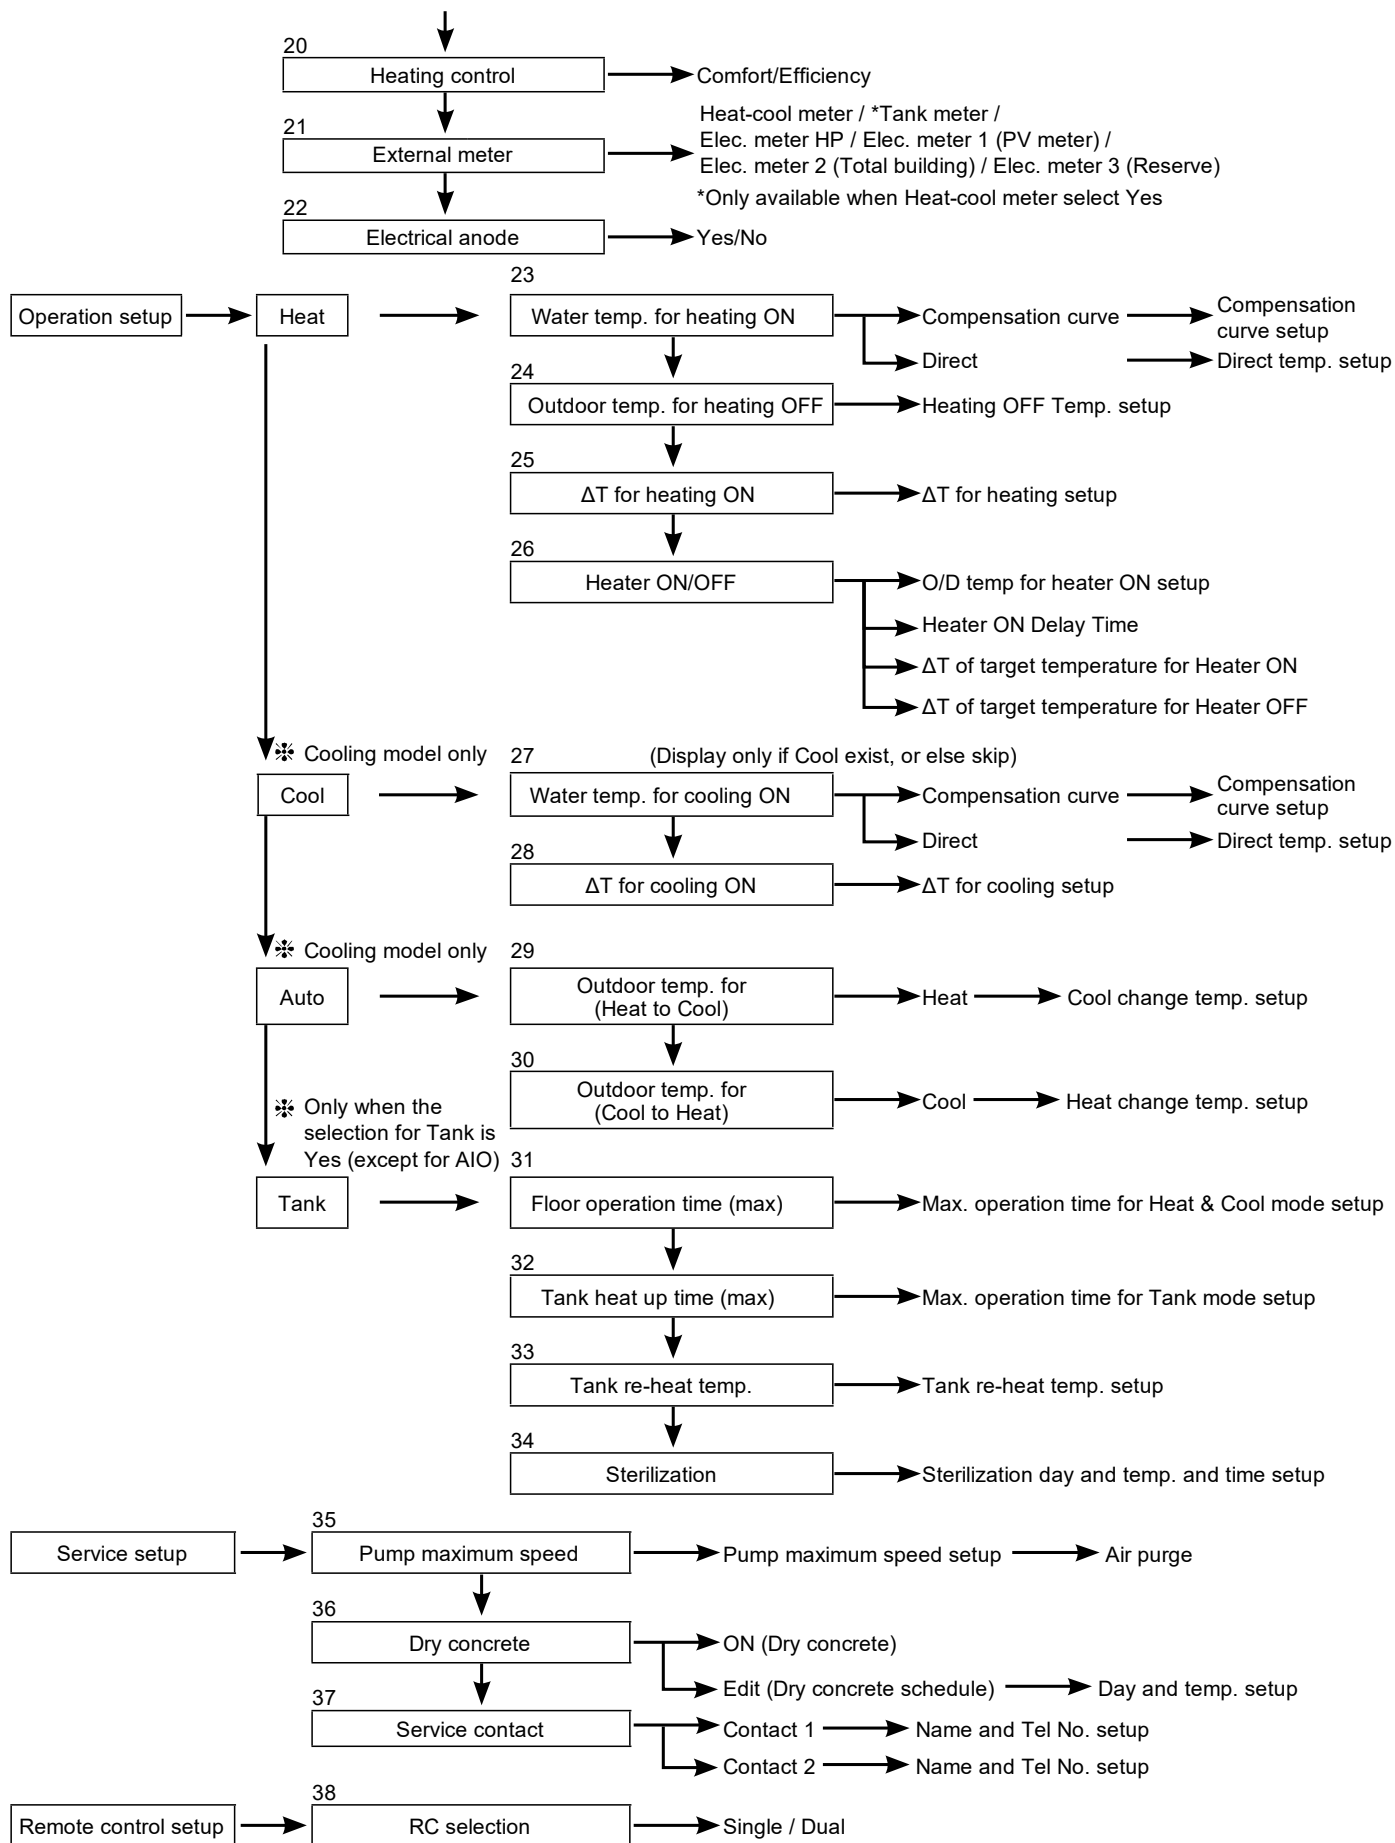 20
Heating control
Comfort/Efficiency
21
External meter
Heat-cool meter / *Tank meter /
Elec. meter HP / Elec. meter 1 (PV meter) /
Elec. meter 2 (Total building) / Elec. meter 3 (Reserve)
*Only available when Heat-cool meter select Yes
22
Electrical anode
Yes/No
Operation setup
Heat
23
Water temp. for heating ON
Compensation curve
Compensation
curve setup
Direct
Direct temp. setup
24
Outdoor temp. for heating OFF
Heating OFF Temp. setup
25
ΔT for heating ON
ΔT for heating setup
26
Heater ON/OFF
O/D temp for heater ON setup
Heater ON Delay Time
ΔT of target temperature for Heater ON
ΔT of target temperature for Heater OFF
※ Cooling model only
Cool
27
(Display only if Cool exist, or else skip)
Water temp. for cooling ON
Compensation curve
Compensation
curve setup
Direct
Direct temp. setup
28
ΔT for cooling ON
ΔT for cooling setup
※ Cooling model only
Auto
29
Outdoor temp. for
(Heat to Cool)
Heat
Cool change temp. setup
30
Outdoor temp. for
(Cool to Heat)
Cool
Heat change temp. setup
※ Only when the
selection for Tank is
Yes (except for AIO)
Tank
31
Floor operation time (max)
Max. operation time for Heat & Cool mode setup
32
Tank heat up time (max)
Max. operation time for Tank mode setup
33
Tank re-heat temp.
Tank re-heat temp. setup
34
Sterilization
Sterilization day and temp. and time setup
Service setup
35
Pump maximum speed
Pump maximum speed setup
Air purge
36
Dry concrete
ON (Dry concrete)
Edit (Dry concrete schedule)
Day and temp. setup
37
Service contact
Contact 1
Name and Tel No. setup
Contact 2
Name and Tel No. setup
Remote control setup
38
RC selection
Single / Dual